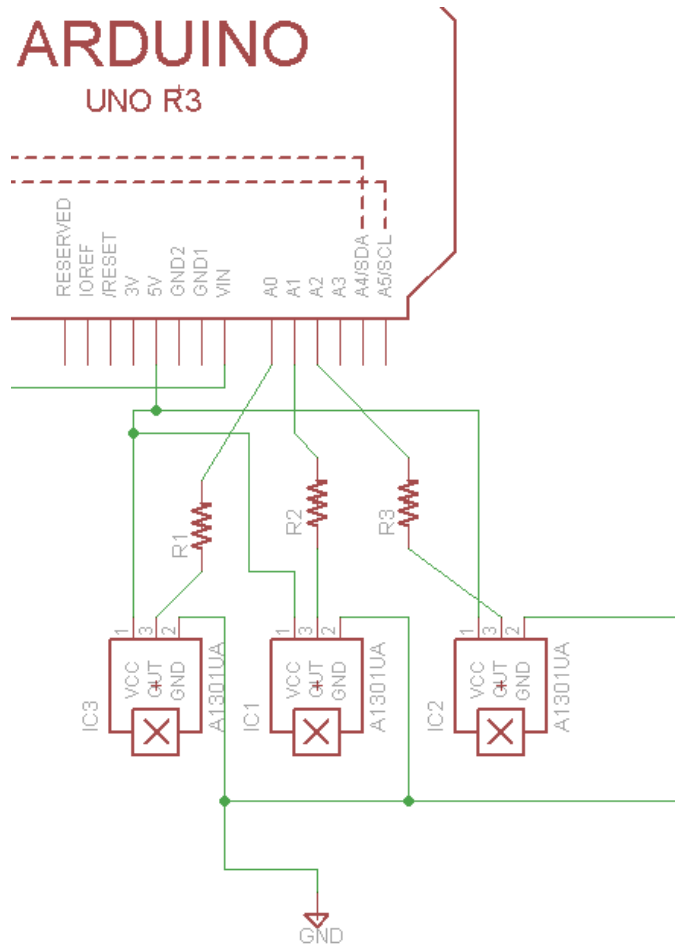 ARDUINO
UNO R3
RESERVED
IOREF
/RESET
3V
5V
GND2
GND1
VIN
A0
A1
A2
A3
A4/SDA
A5/SCL
R1
R2
R3
1
3
2
VCC
OUT
GND
IC3
A1301UA
1
3
2
VCC
OUT
GND
IC1
A1301UA
1
3
2
VCC
OUT
GND
IC2
A1301UA
GND